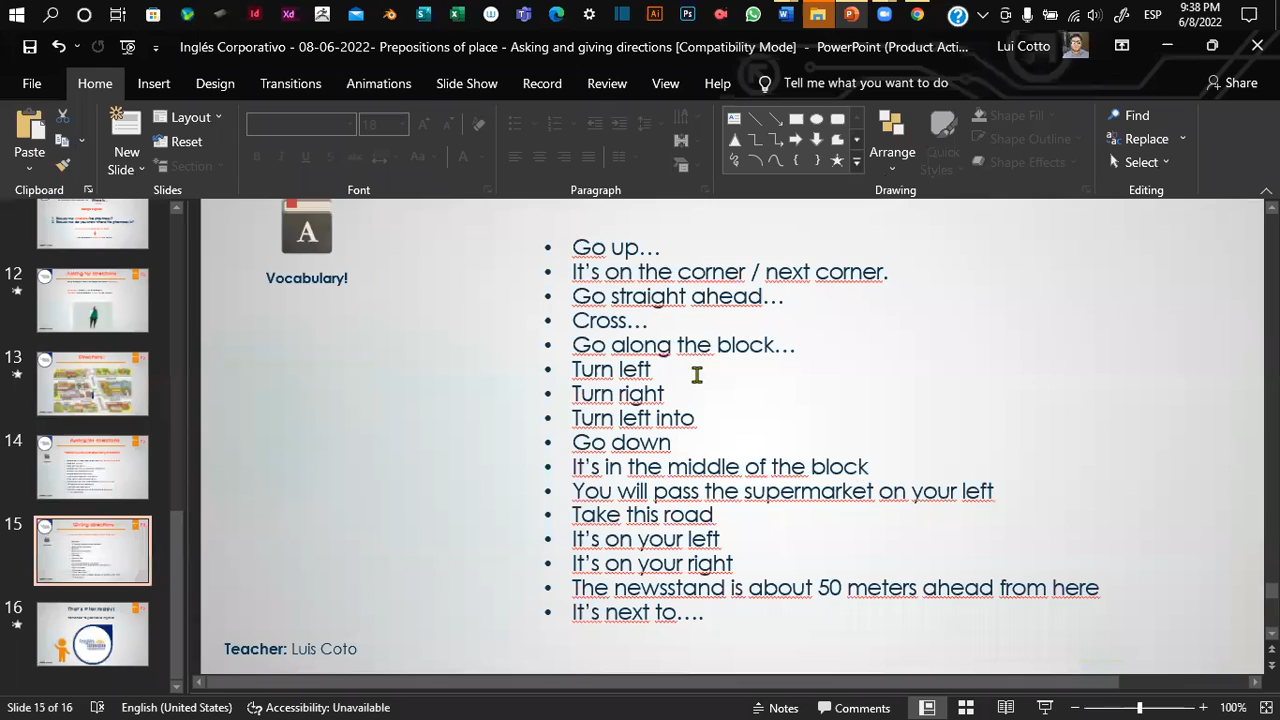 9:38 PM
ESP
6/8/2022
Inglés Corporativo - 08-06-2022- Prepositions of place - Asking and giving directions [Compatibility Mode] - PowerPoint (Product Acti...
Lui Cotto
File Home Insert Design Transitions Animations Slide Show Record Review View Help Tell me what you want to do Share
Paste
New Slide
Layout
Reset
Section
16
Arrange
Quick Styles
Shape Fill
Shape Outline
Shape Effects
Find
Replace
Select
Clipboard Slides Font Paragraph Drawing Editing
12
13
14
15
16
A
Vocabulary!
• Go up…
• It's on the corner / next corner.
• Go straight ahead…
• Cross…
• Go along the block…
• Turn left
• Turn right
• Turn left into
• Go down
• It's in the middle of the block
• You will pass the supermarket on your left
• Take this road
• It's on your left
• It's on your right
• The newsstand is about 50 meters ahead from here
• It's next to….
Teacher: Luis Coto
Slide 15 of 16 English (United States) Accessibility: Unavailable Notes Comments 100%